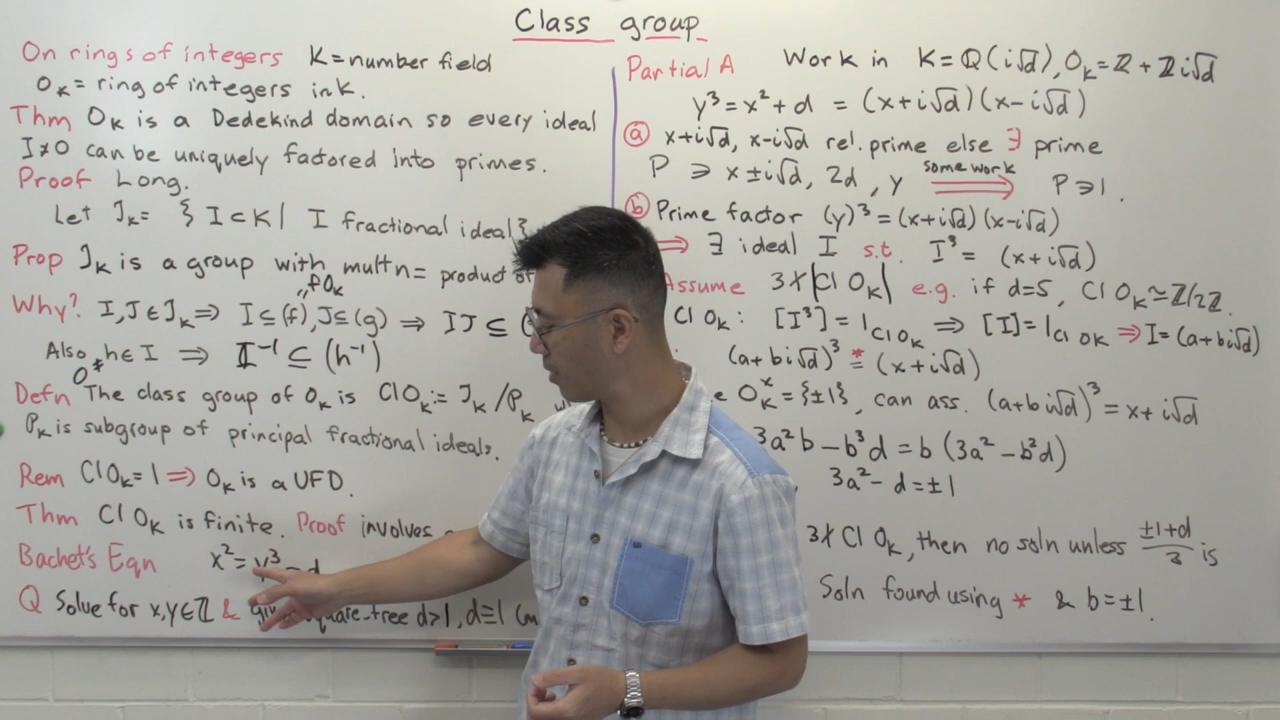 Class group
On rings of integers K = number field
O_K = ring of integers in K.
Thm O_K is a Dedekind domain so every ideal
I≠0 can be uniquely factored into primes.
Proof Long.
Let J_K = { I ⊂ K | I fractional ideal}
Prop J_K is a group with multn = product of
fO_K
Why? I,J ∈ J_K ⇒ I ⊆ (f), J ⊆ (g) ⇒ IJ ⊆
Also 0≠h∈I ⇒ I⁻¹ ⊆ (h⁻¹)
Defn The class group of O_K is Cl O_K := J_K / P_K
P_K is subgroup of principal fractional ideals.
Rem Cl O_K = 1 ⇒ O_K is a UFD.
Thm Cl O_K is finite. Proof involves
Bachet's Eqn x² = y³ - d
Q Solve for x,y∈ℤ & square-free d>1, d≡1
Partial A Work in K = ℚ(i√d), O_K = ℤ + ℤ i√d
y³ = x² + d = (x+i√d)(x-i√d)
ⓐ x+i√d, x-i√d rel. prime else ∃ prime
P ∋ x±i√d, 2d, y some work ⟹ P∋1.
ⓑ Prime factor (y)³ = (x+i√d)(x-i√d)
⟹ ∃ ideal I s.t. I³ = (x+i√d)
Assume 3∤|Cl O_K| e.g. if d=5, Cl O_K ≃ ℤ/2ℤ.
Cl O_K : [I³] = 1_{Cl O_K} ⇒ [I] = 1_{Cl O_K} ⇒ I = (a+bi√d)
(a+bi√d)³ =* (x+i√d)
O_K^× = {±1}, can ass. (a+bi√d)³ = x+i√d
3a²b - b³d = b(3a² - b²d)
3a² - d = ±1
3∤ Cl O_K, then no soln unless (±1+d)/3 is
Soln found using * & b=±1.